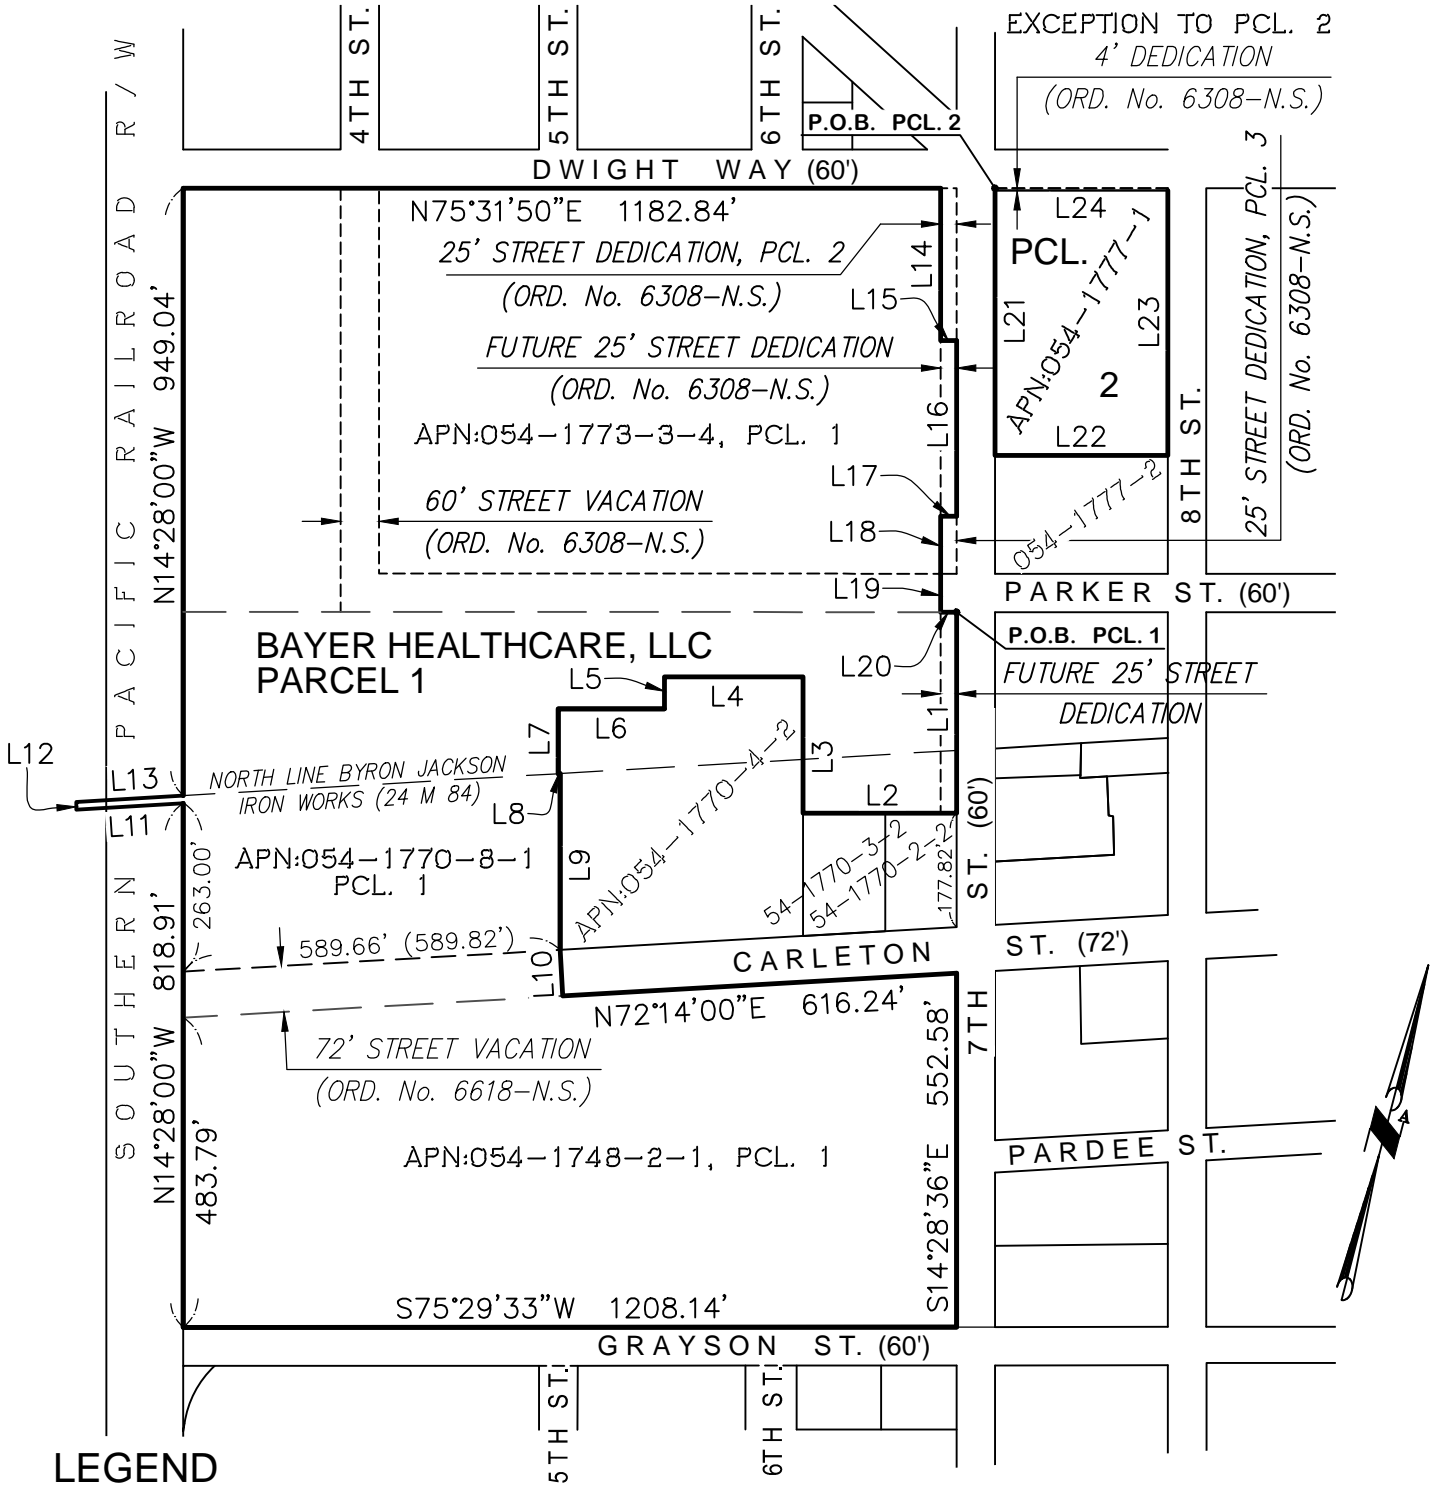 4TH ST.
5TH ST.
6TH ST.
EXCEPTION TO PCL. 2
4' DEDICATION
(ORD. No. 6308-N.S.)
P.O.B. PCL. 2
DWIGHT WAY (60')
N75°31'50"E 1182.84'
L24
25' STREET DEDICATION, PCL. 2
(ORD. No. 6308-N.S.)
L14
L15
PCL.
2
APN:054-1777-1
L21
L23
L22
25' STREET DEDICATION, PCL. 3
(ORD. No. 6308-N.S.)
FUTURE 25' STREET DEDICATION
(ORD. No. 6308-N.S.)
L16
APN:054-1773-3-4, PCL. 1
L17
60' STREET VACATION
(ORD. No. 6308-N.S.)
L18
054-1777-2
8TH ST.
L19
PARKER ST. (60')
N14°28'00"W 949.04'
SOUTHERN PACIFIC RAILROAD R/W
BAYER HEALTHCARE, LLC
PARCEL 1
P.O.B. PCL. 1
L20
FUTURE 25' STREET
DEDICATION
L5
L4
L6
L7
L3
L1
L12
L13
L11
NORTH LINE BYRON JACKSON
IRON WORKS (24 M 84)
L8
L2
APN:054-1770-4-2
L9
APN:054-1770-8-1
PCL. 1
263.00'
54-1770-3-2
54-1770-2-2
177.82'
7TH ST. (60')
589.66' (589.82')
L10
CARLETON ST. (72')
N72°14'00"E 616.24'
72' STREET VACATION
(ORD. No. 6618-N.S.)
N14°28'00"W 818.91'
483.79'
S14°28'36"E 552.58'
APN:054-1748-2-1, PCL. 1
PARDEE ST.
A
S75°29'33"W 1208.14'
GRAYSON ST. (60')
5TH ST.
6TH ST.
LEGEND